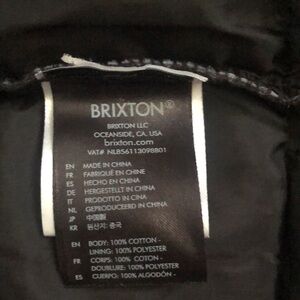 BRIXTON®
BRIXTON LLC
OCEANSIDE, CA. USA
brixton.com
VAT# NL856113098B01
EN MADE IN CHINA
FR FABRIQUÉ EN CHINE
ES HECHO EN CHINA
DE HERGESTELLT IN CHINA
IT PRODOTTO IN CINA
NL GEPRODUCEERD IN CHINA
JP 中国製
KR 원산지: 중국
EN BODY: 100% COTTON -
LINING: 100% POLYESTER
FR CORPS: 100% COTON -
DOUBLURE: 100% POLYESTER
ES CUERPO: 100% ALGODÓN -